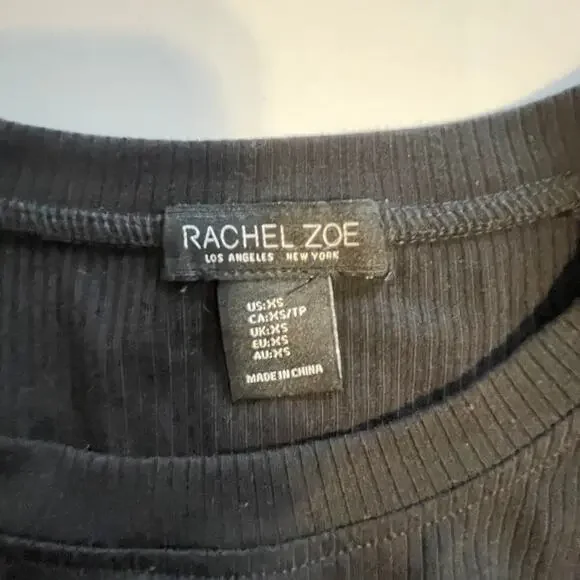 RACHEL ZOE
LOS ANGELES NEW YORK
US:XS
CA:XS/TP
UK:XS
EU:XS
AU:XS
MADE IN CHINA